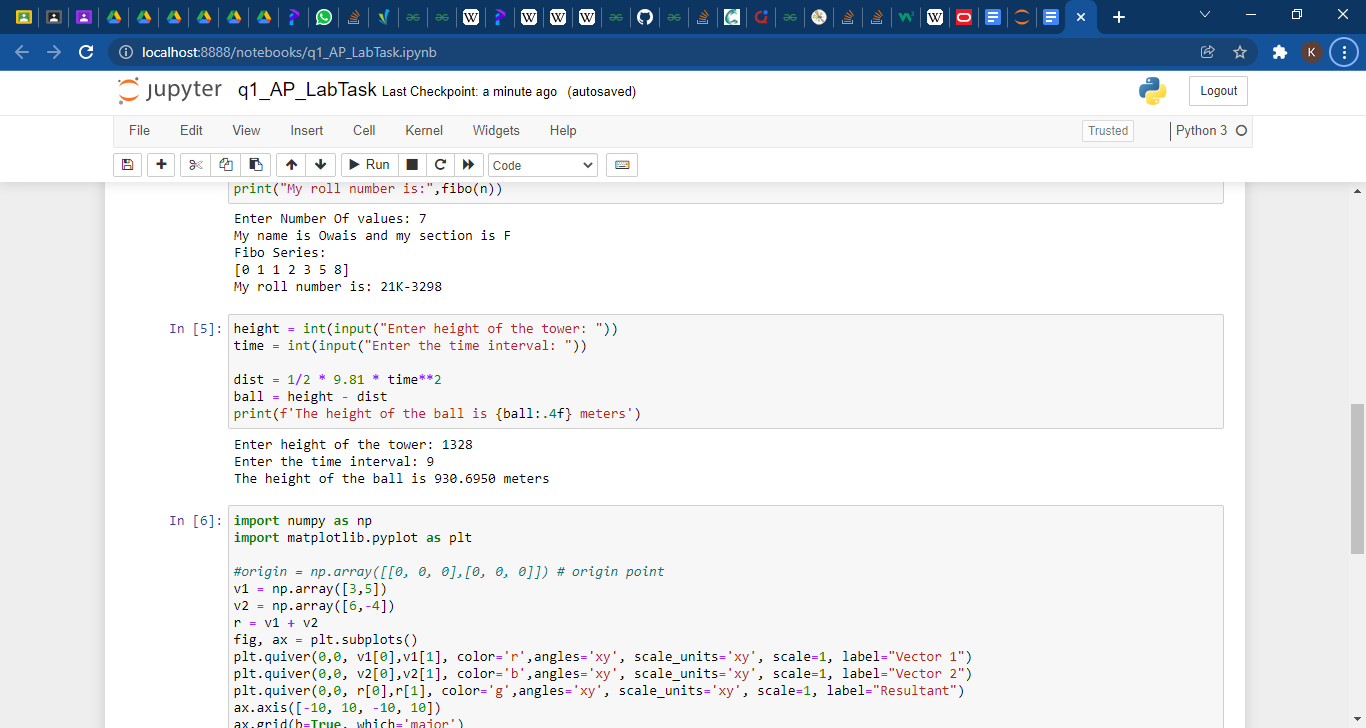 localhost:8888/notebooks/q1_AP_LabTask.ipynb
K
jupyter q1_AP_LabTask Last Checkpoint: a minute ago (autosaved)
Logout
File Edit View Insert Cell Kernel Widgets Help
Trusted Python 3
Run Code
print("My roll number is:",fibo(n))
Enter Number Of values: 7
My name is Owais and my section is F
Fibo Series:
[0 1 1 2 3 5 8]
My roll number is: 21K-3298
In [5]: height = int(input("Enter height of the tower: "))
time = int(input("Enter the time interval: "))
dist = 1/2 * 9.81 * time**2
ball = height - dist
print(f'The height of the ball is {ball:.4f} meters')
Enter height of the tower: 1328
Enter the time interval: 9
The height of the ball is 930.6950 meters
In [6]: import numpy as np
import matplotlib.pyplot as plt
#origin = np.array([[0, 0, 0],[0, 0, 0]]) # origin point
v1 = np.array([3,5])
v2 = np.array([6,-4])
r = v1 + v2
fig, ax = plt.subplots()
plt.quiver(0,0, v1[0],v1[1], color='r',angles='xy', scale_units='xy', scale=1, label="Vector 1")
plt.quiver(0,0, v2[0],v2[1], color='b',angles='xy', scale_units='xy', scale=1, label="Vector 2")
plt.quiver(0,0, r[0],r[1], color='g',angles='xy', scale_units='xy', scale=1, label="Resultant")
ax.axis([-10, 10, -10, 10])
ax.grid(b=True, which='major')